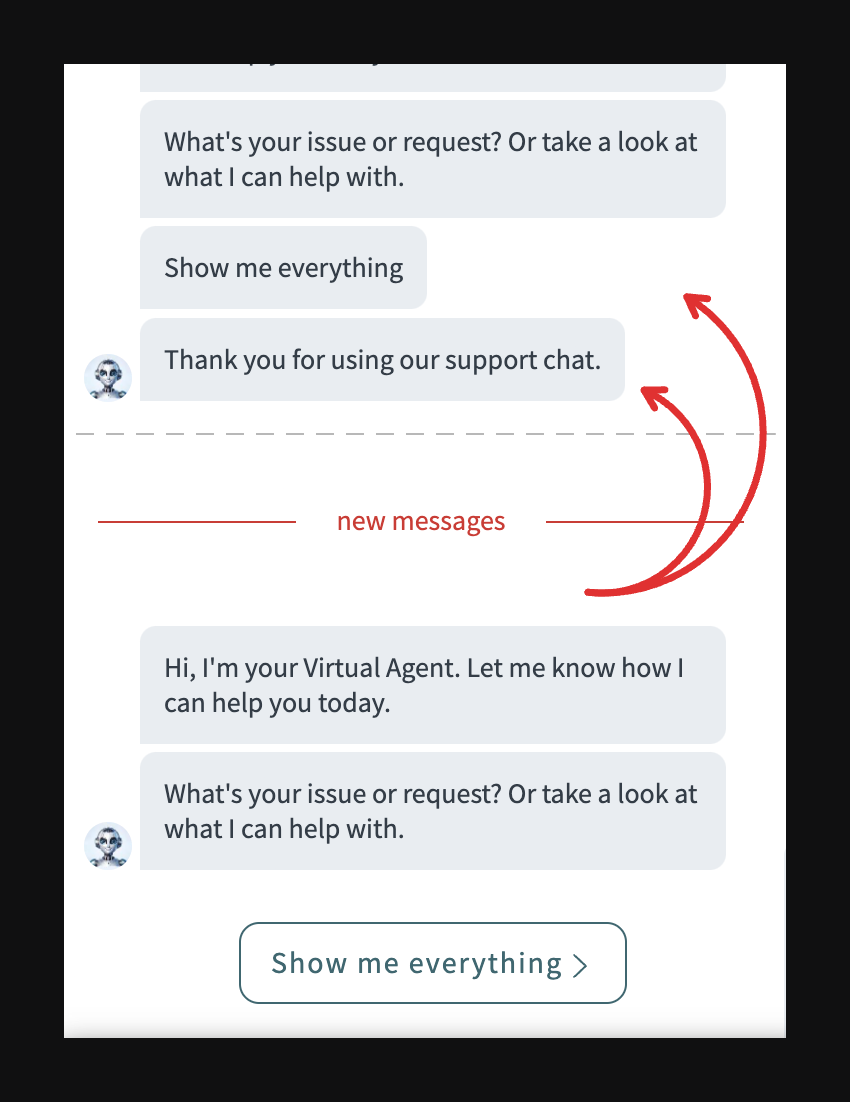 What's your issue or request? Or take a look at
what I can help with.
Show me everything
Thank you for using our support chat.
new messages
Hi, I'm your Virtual Agent. Let me know how I
can help you today.
What's your issue or request? Or take a look at
what I can help with.
Show me everything